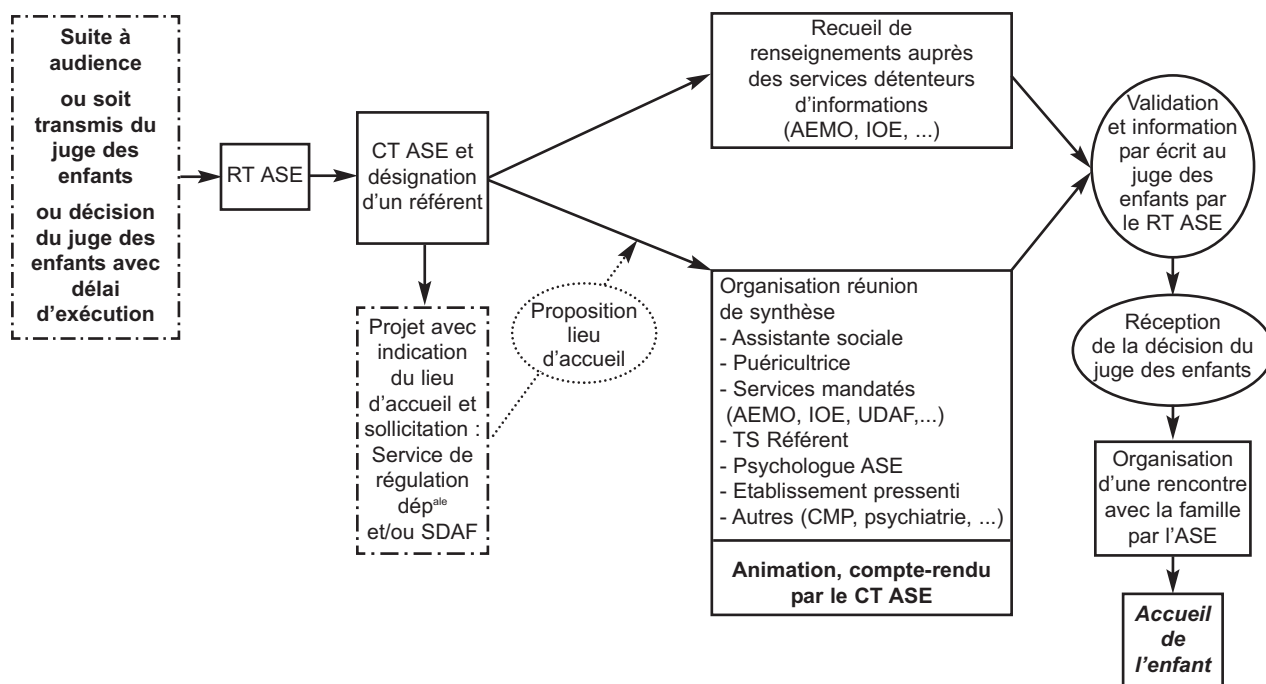 Suite à
audience
ou soit
transmis du
juge des
enfants
ou décision
du juge des
enfants avec
délai
d'exécution
RT ASE
CT ASE et
désignation
d'un référent
Projet avec
indication
du lieu
d'accueil et
sollicitation :
Service de
régulation
dépale
et/ou SDAF
Proposition
lieu
d'accueil
Recueil de
renseignements auprès
des services détenteurs
d'informations
(AEMO, IOE, ...)
Organisation réunion
de synthèse
- Assistante sociale
- Puéricultrice
- Services mandatés
(AEMO, IOE, UDAF,...)
- TS Référent
- Psychologue ASE
- Etablissement pressenti
- Autres (CMP, psychiatrie, ...)
Animation, compte-rendu
par le CT ASE
Validation
et information
par écrit au
juge des
enfants par
le RT ASE
Réception
de la décision du
juge des enfants
Organisation
d'une rencontre
avec la famille
par l'ASE
Accueil
de
l'enfant